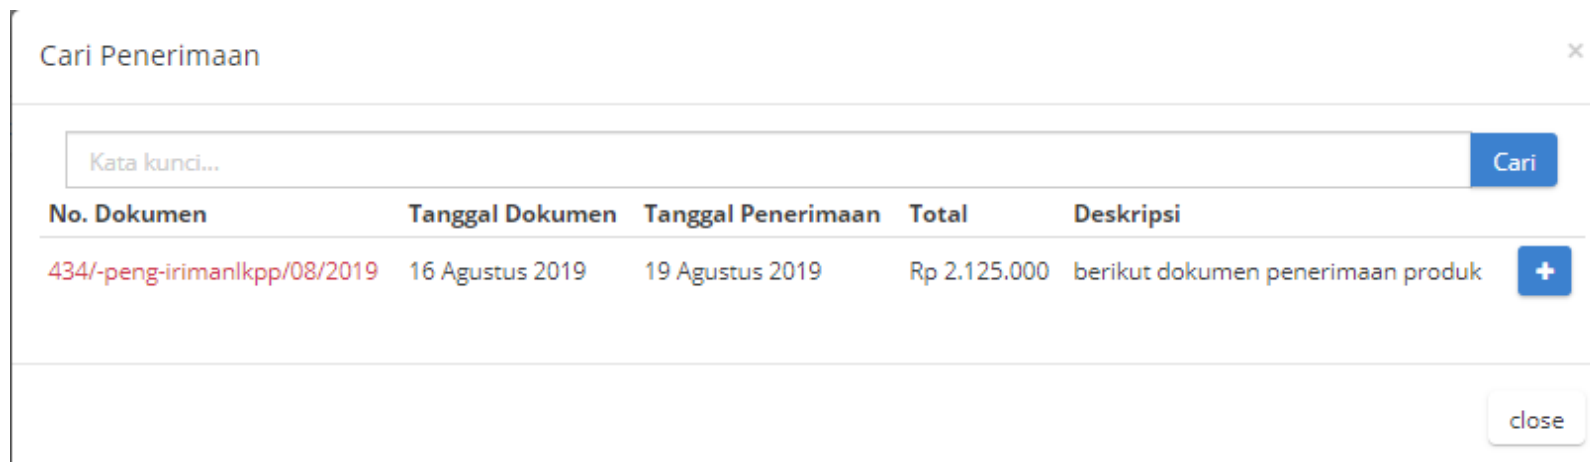 Cari Penerimaan ×
Kata kunci... Cari
No. Dokumen Tanggal Dokumen Tanggal Penerimaan Total Deskripsi
434/-peng-irimanlkpp/08/2019 16 Agustus 2019 19 Agustus 2019 Rp 2.125.000 berikut dokumen penerimaan produk +
close